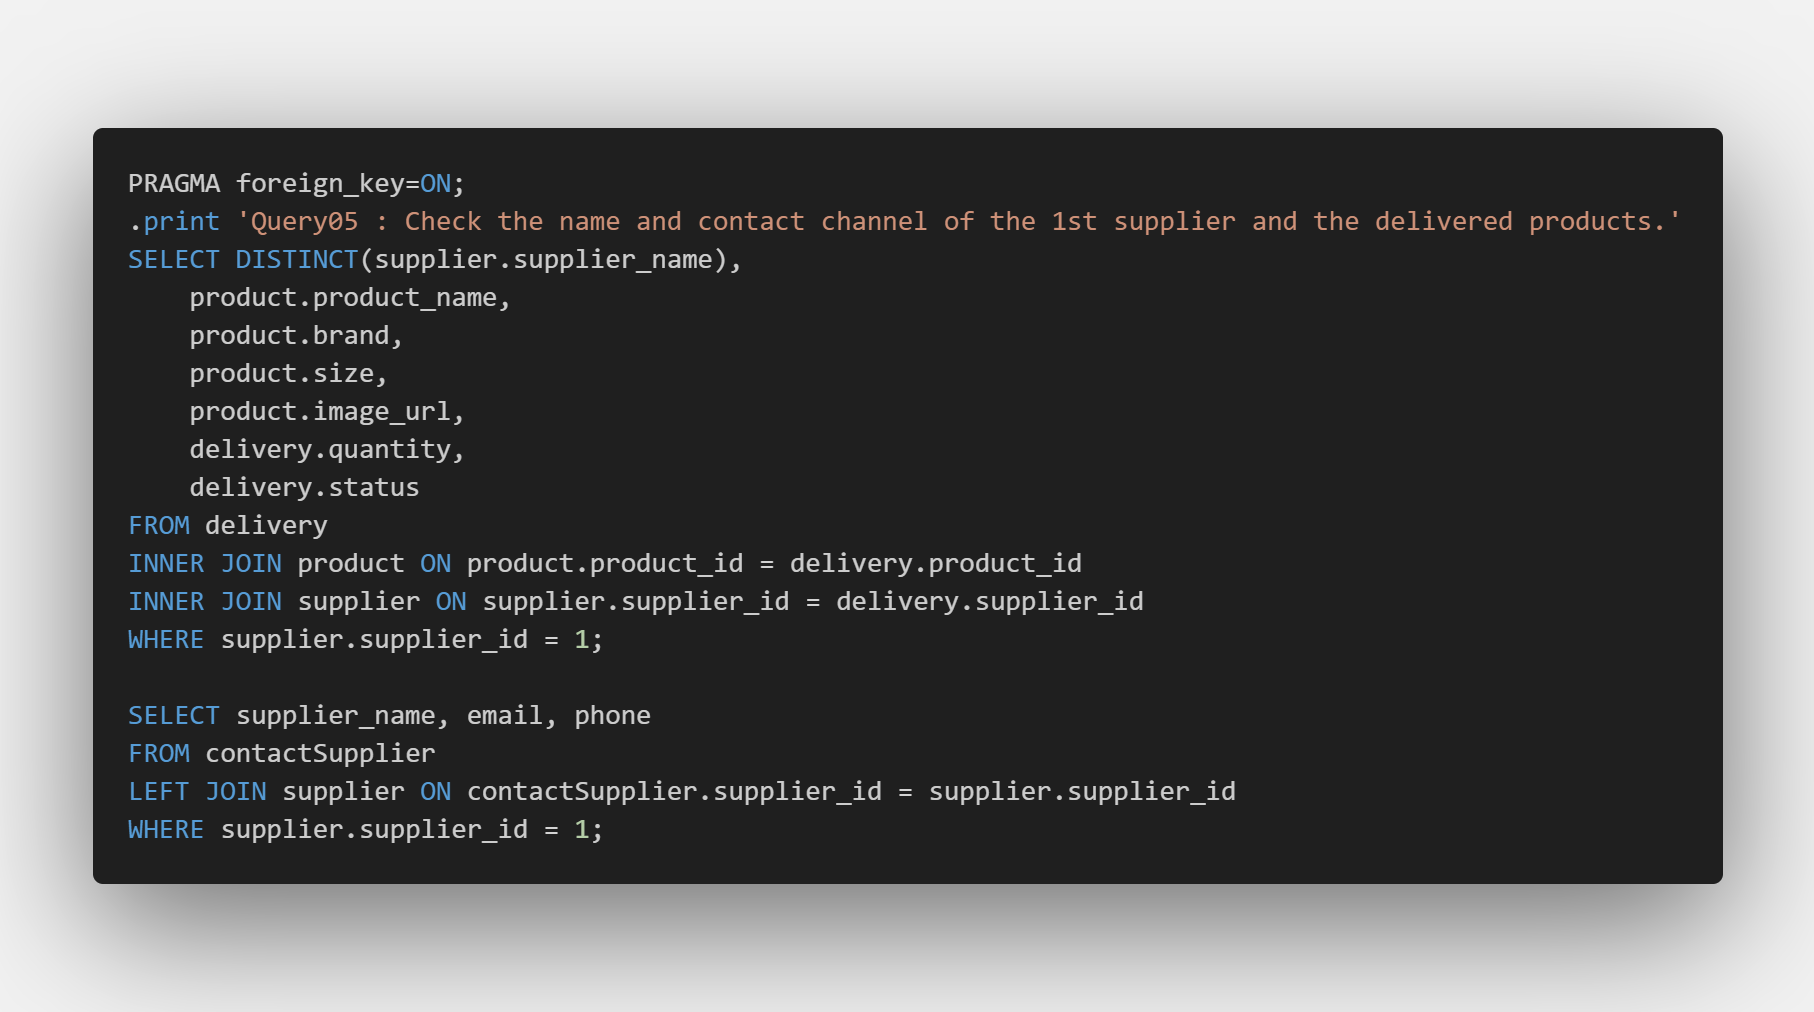 PRAGMA foreign_key=ON;
.print 'Query05 : Check the name and contact channel of the 1st supplier and the delivered products.'
SELECT DISTINCT(supplier.supplier_name),
    product.product_name,
    product.brand,
    product.size,
    product.image_url,
    delivery.quantity,
    delivery.status
FROM delivery
INNER JOIN product ON product.product_id = delivery.product_id
INNER JOIN supplier ON supplier.supplier_id = delivery.supplier_id
WHERE supplier.supplier_id = 1;

SELECT supplier_name, email, phone
FROM contactSupplier
LEFT JOIN supplier ON contactSupplier.supplier_id = supplier.supplier_id
WHERE supplier.supplier_id = 1;